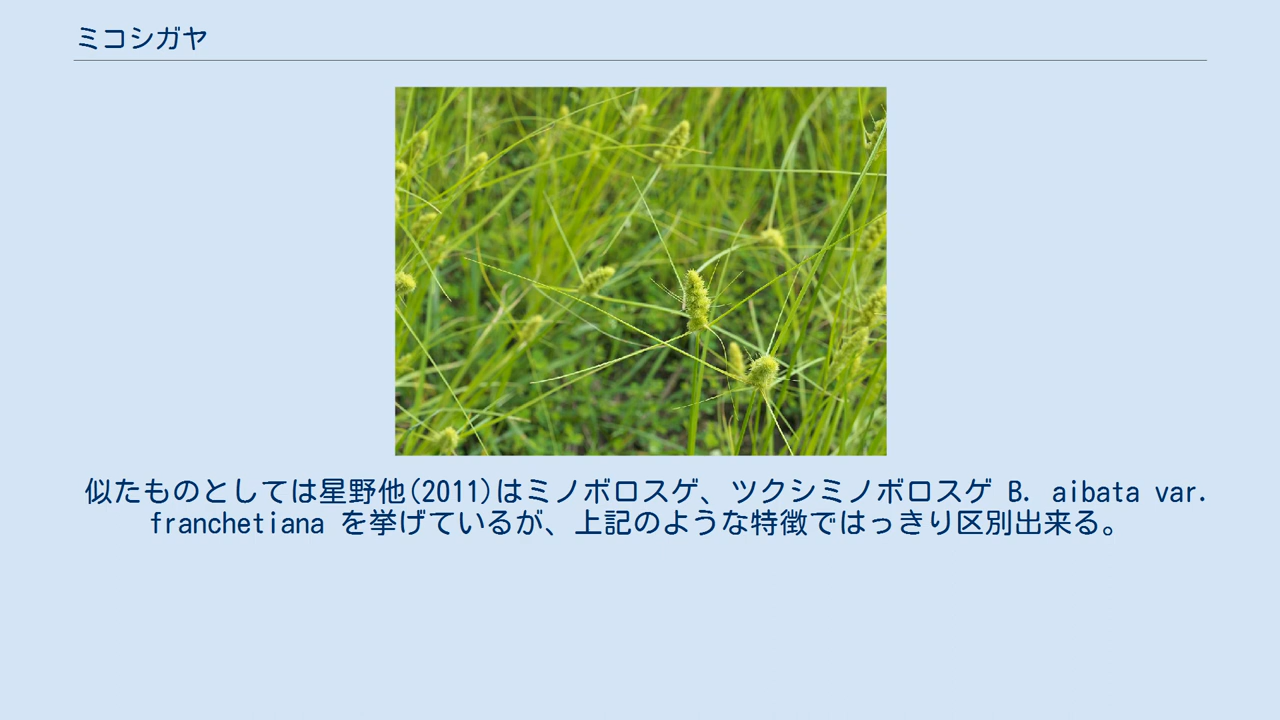 ミコシガヤ
似たものとしては星野他(2011)はミノボロスゲ、ツクシミノボロスゲ B. aibata var.
franchetiana を挙げているが、上記のような特徴ではっきり区別出来る。